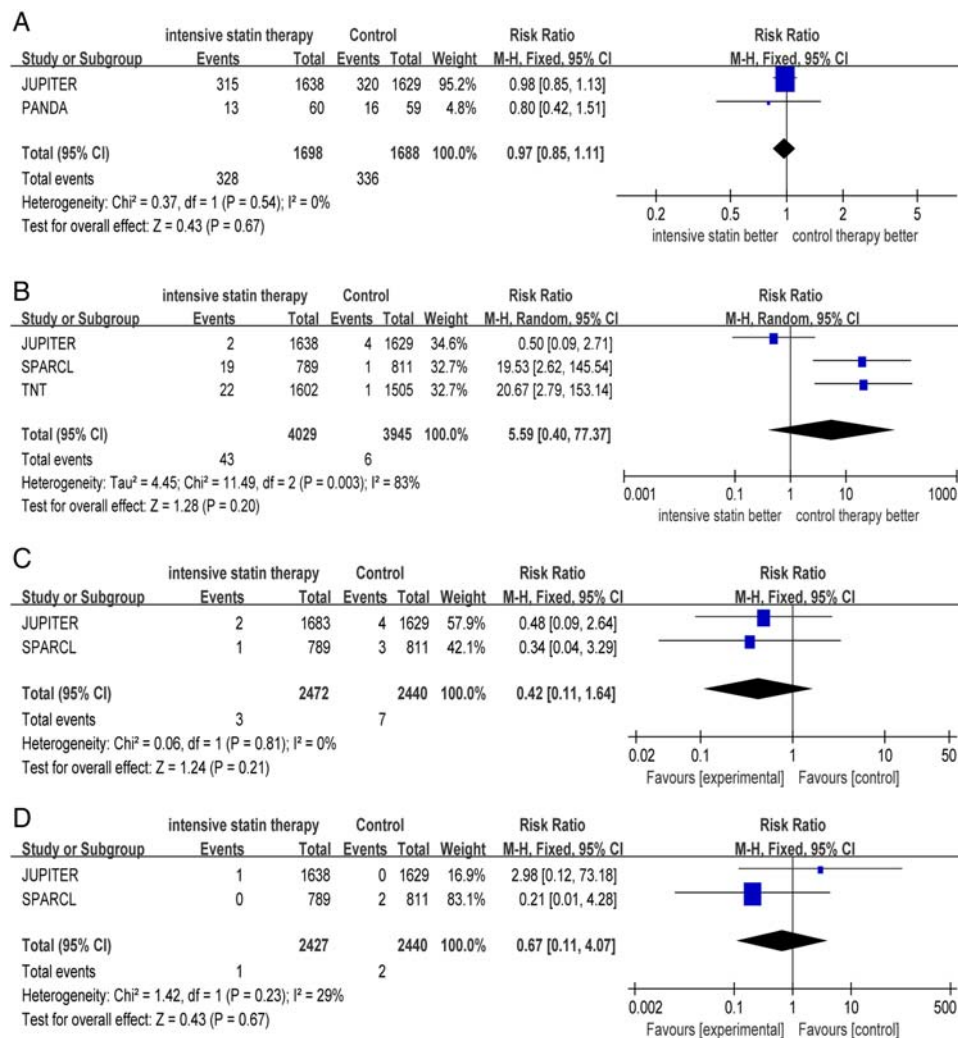 A
intensive statin therapy Control Risk Ratio Risk Ratio
Study or Subgroup Events Total Events Total Weight M-H, Fixed, 95% CI M-H, Fixed, 95% CI
JUPITER 315 1638 320 1629 95.2% 0.98 [0.85, 1.13]
PANDA 13 60 16 59 4.8% 0.80 [0.42, 1.51]
Total (95% CI) 1698 1688 100.0% 0.97 [0.85, 1.11]
Total events 328 336
Heterogeneity: Chi² = 0.37, df = 1 (P = 0.54); I² = 0%
Test for overall effect: Z = 0.43 (P = 0.67)
0.2 0.5 1 2 5
intensive statin better control therapy better
B
intensive statin therapy Control Risk Ratio Risk Ratio
Study or Subgroup Events Total Events Total Weight M-H, Random, 95% CI M-H, Random, 95% CI
JUPITER 2 1638 4 1629 34.6% 0.50 [0.09, 2.71]
SPARCL 19 789 1 811 32.7% 19.53 [2.62, 145.54]
TNT 22 1602 1 1505 32.7% 20.67 [2.79, 153.14]
Total (95% CI) 4029 3945 100.0% 5.59 [0.40, 77.37]
Total events 43 6
Heterogeneity: Tau² = 4.45; Chi² = 11.49, df = 2 (P = 0.003); I² = 83%
Test for overall effect: Z = 1.28 (P = 0.20)
0.001 0.1 1 10 1000
intensive statin better control therapy better
C
intensive statin therapy Control Risk Ratio Risk Ratio
Study or Subgroup Events Total Events Total Weight M-H, Fixed, 95% CI M-H, Fixed, 95% CI
JUPITER 2 1683 4 1629 57.9% 0.48 [0.09, 2.64]
SPARCL 1 789 3 811 42.1% 0.34 [0.04, 3.29]
Total (95% CI) 2472 2440 100.0% 0.42 [0.11, 1.64]
Total events 3 7
Heterogeneity: Chi² = 0.06, df = 1 (P = 0.81); I² = 0%
Test for overall effect: Z = 1.24 (P = 0.21)
0.02 0.1 1 10 50
Favours [experimental] Favours [control]
D
intensive statin therapy Control Risk Ratio Risk Ratio
Study or Subgroup Events Total Events Total Weight M-H, Fixed, 95% CI M-H, Fixed, 95% CI
JUPITER 1 1638 0 1629 16.9% 2.98 [0.12, 73.18]
SPARCL 0 789 2 811 83.1% 0.21 [0.01, 4.28]
Total (95% CI) 2427 2440 100.0% 0.67 [0.11, 4.07]
Total events 1 2
Heterogeneity: Chi² = 1.42, df = 1 (P = 0.23); I² = 29%
Test for overall effect: Z = 0.43 (P = 0.67)
0.002 0.1 1 10 500
Favours [experimental] Favours [control]